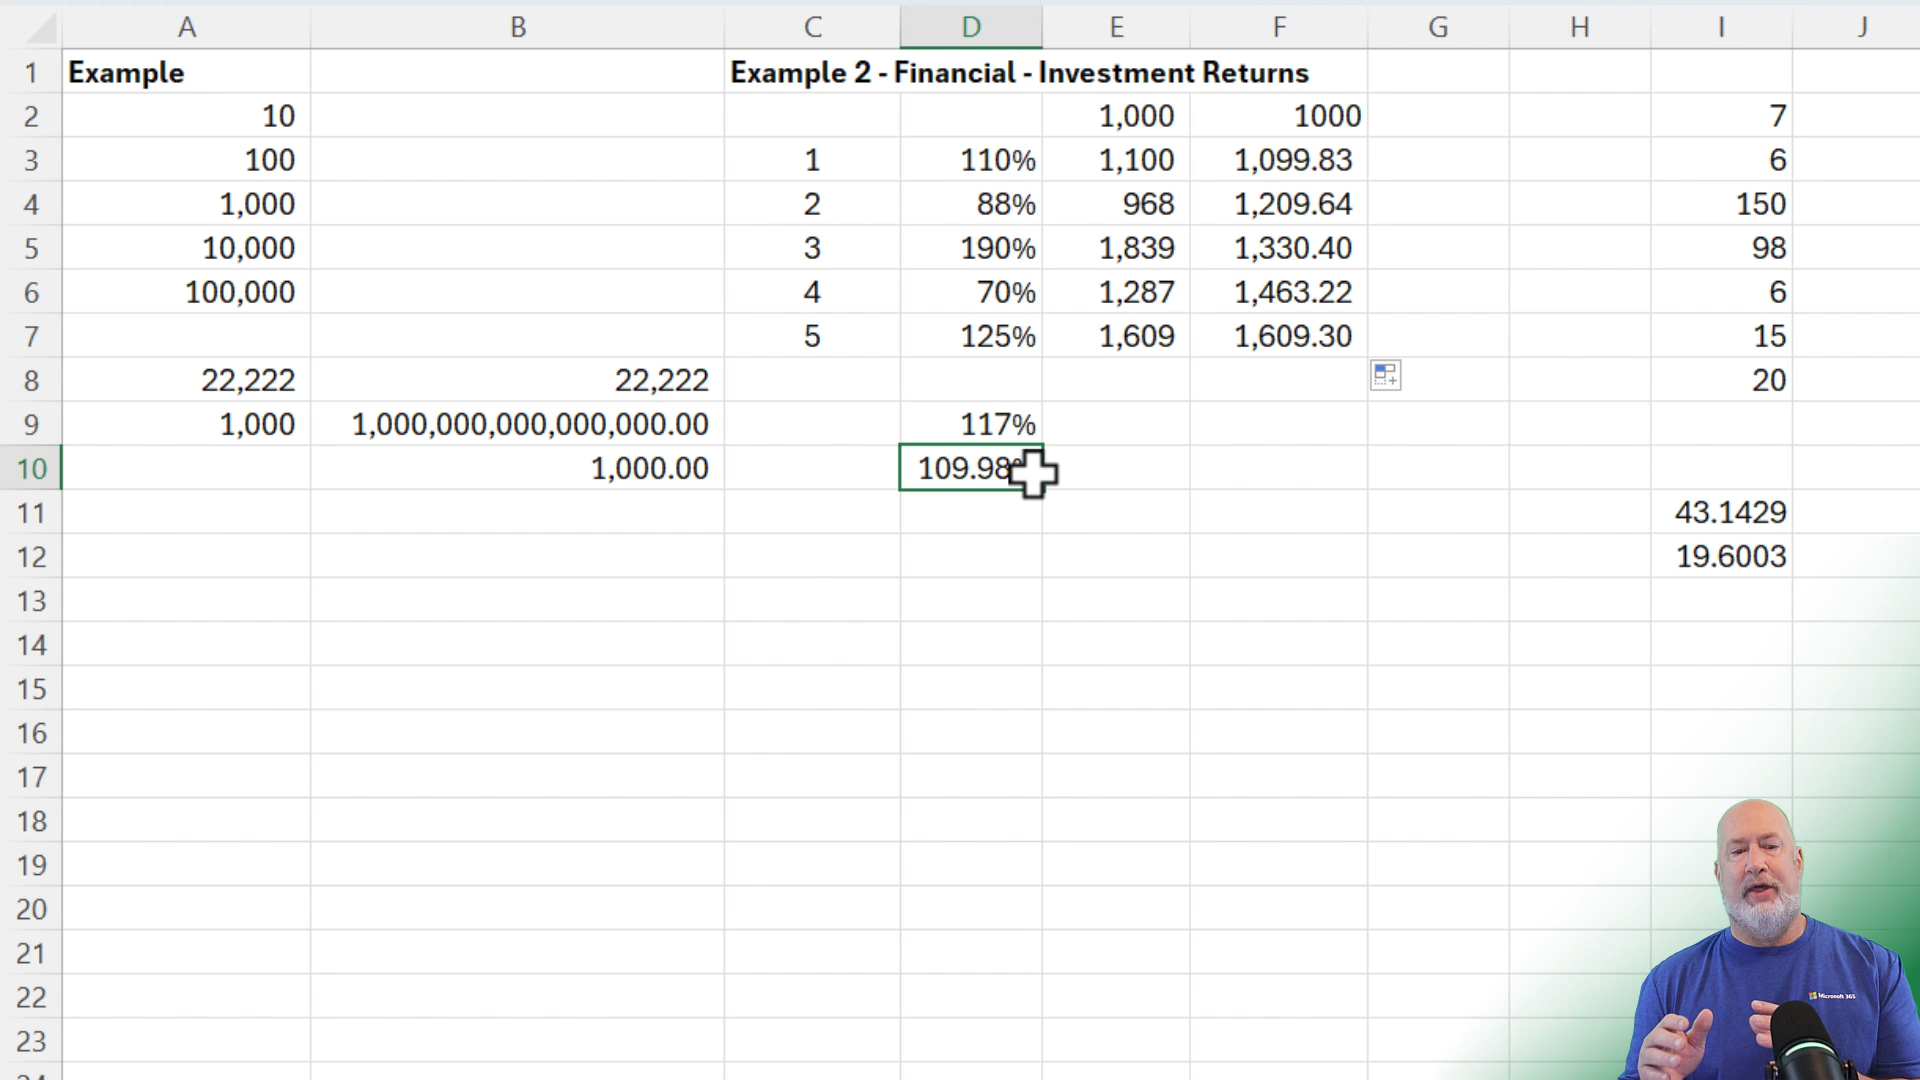 A B C D E F G H I J
1 Example Example 2 - Financial - Investment Returns
2 10 1,000 1000 7
3 100 1 110% 1,100 1,099.83 6
4 1,000 2 88% 968 1,209.64 150
5 10,000 3 190% 1,839 1,330.40 98
6 100,000 4 70% 1,287 1,463.22 6
7 5 125% 1,609 1,609.30 15
8 22,222 22,222 20
9 1,000 1,000,000,000,000,000.00 117%
10 1,000.00 109.98
11 43.1429
12 19.6003
13
14
15
16
17
18
19
20
21
22
Microsoft 365
23